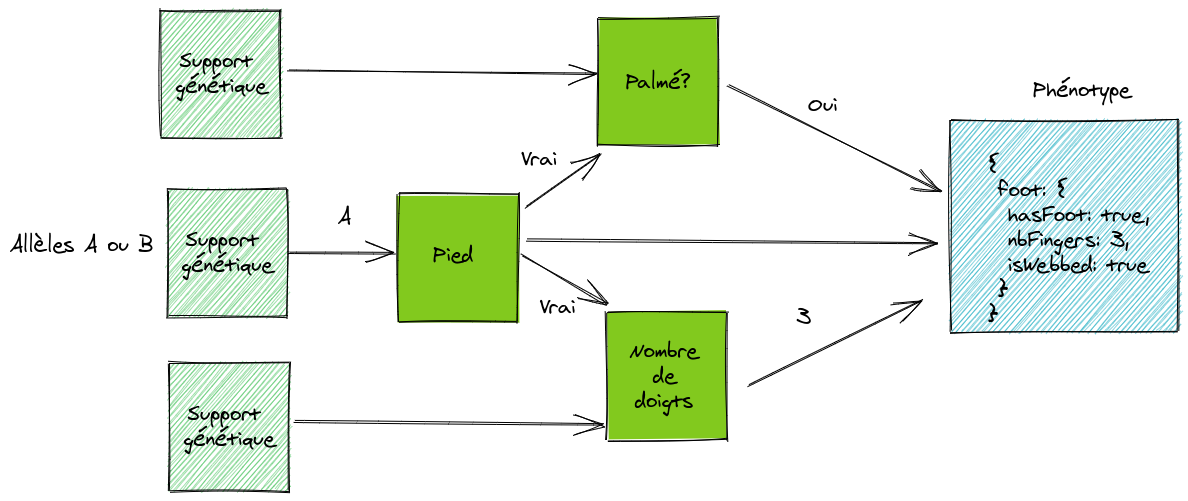 Support
génétique
Palmé?
Oui
Phénotype
Vrai
Allèles A ou B
Support
génétique
A
Pied
{
foot: {
hasFoot: true,
nbFingers: 3,
isWebbed: true
}
}
Vrai
3
Nombre
de
doigts
Support
génétique